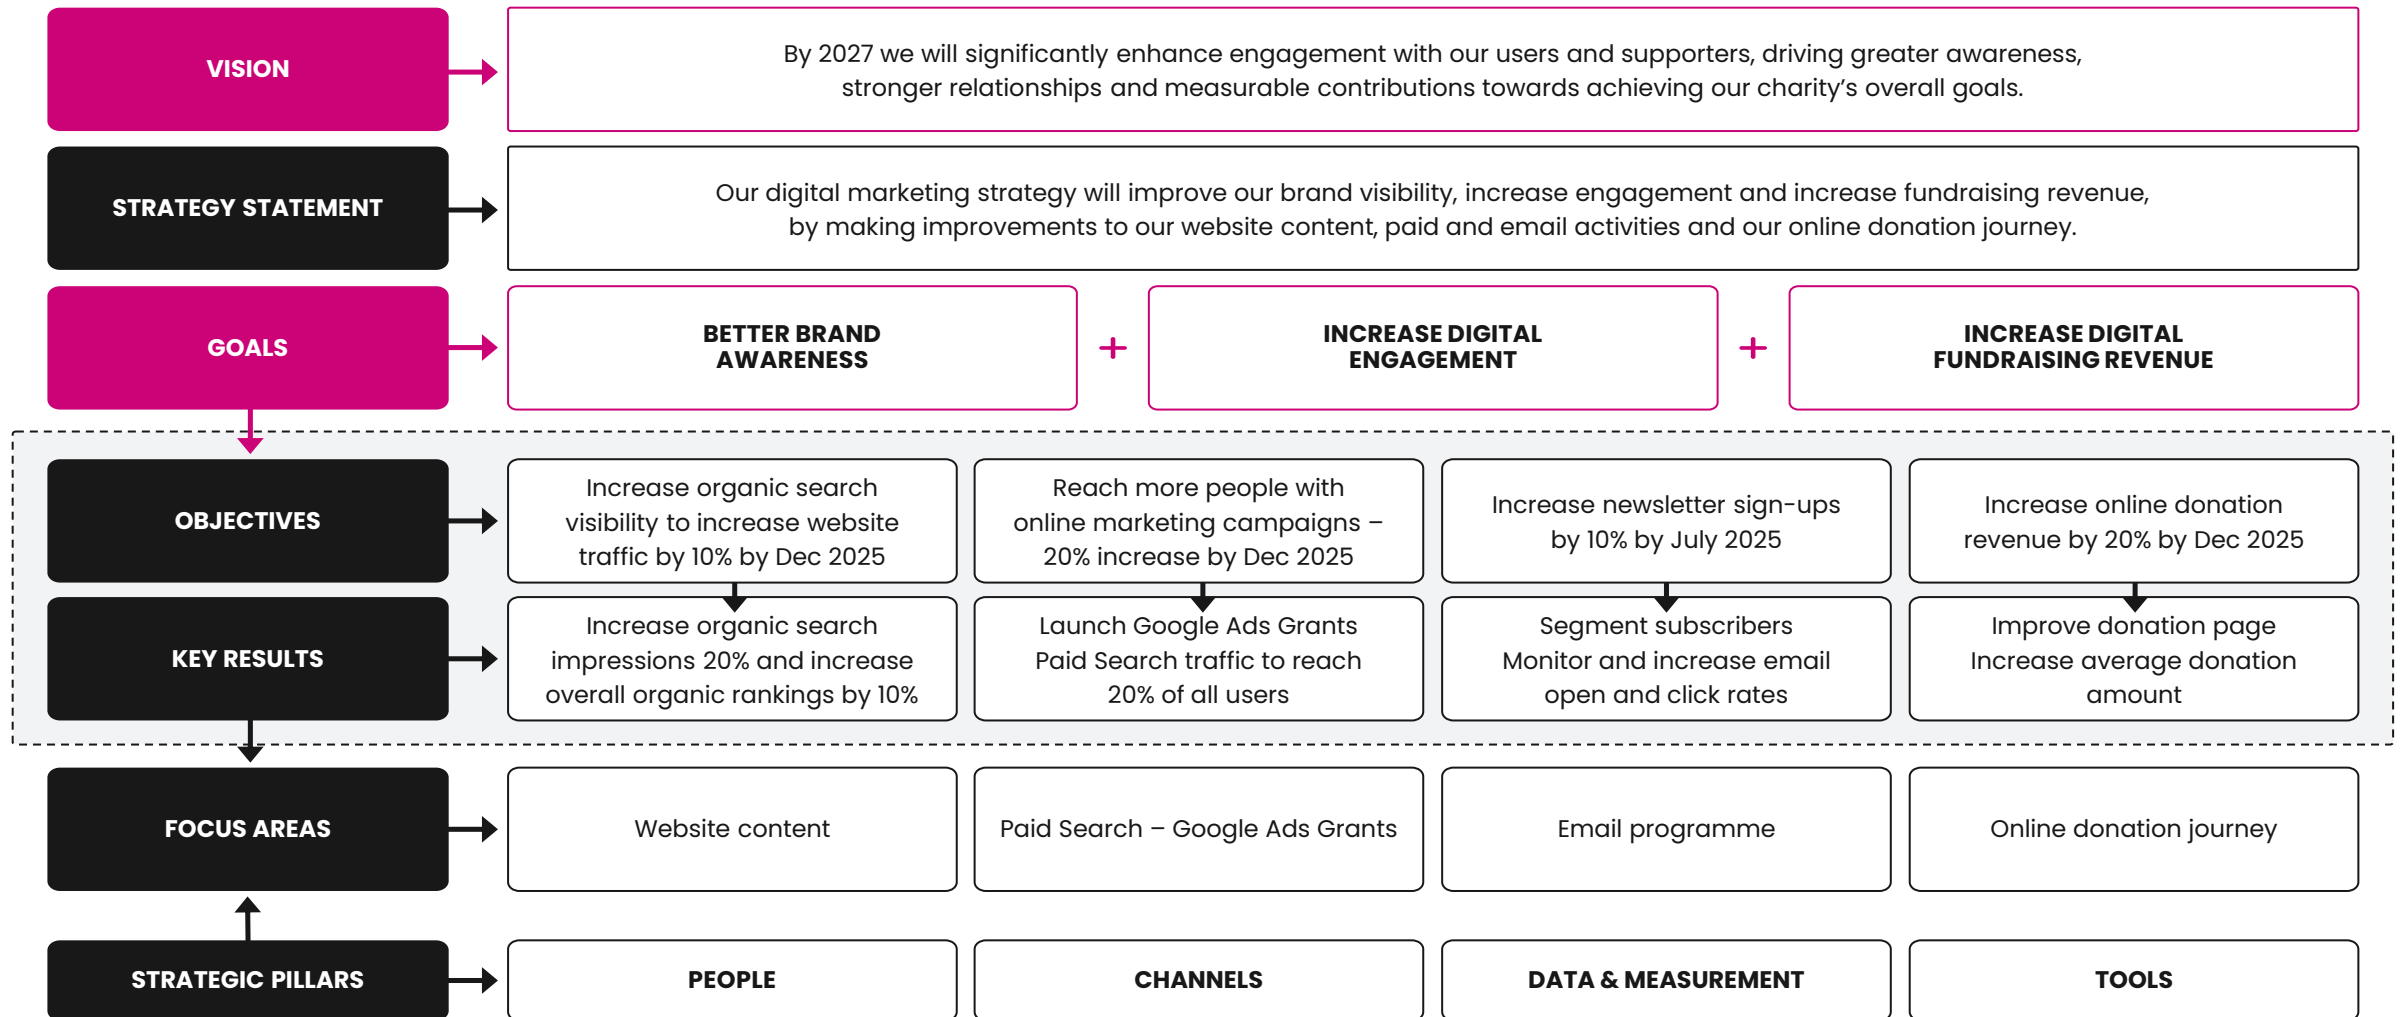 VISION
By 2027 we will significantly enhance engagement with our users and supporters, driving greater awareness,
stronger relationships and measurable contributions towards achieving our charity’s overall goals.
STRATEGY STATEMENT
Our digital marketing strategy will improve our brand visibility, increase engagement and increase fundraising revenue,
by making improvements to our website content, paid and email activities and our online donation journey.
GOALS
BETTER BRAND
AWARENESS
+
INCREASE DIGITAL
ENGAGEMENT
+
INCREASE DIGITAL
FUNDRAISING REVENUE
OBJECTIVES
Increase organic search
visibility to increase website
traffic by 10% by Dec 2025
Reach more people with
online marketing campaigns –
20% increase by Dec 2025
Increase newsletter sign-ups
by 10% by July 2025
Increase online donation
revenue by 20% by Dec 2025
KEY RESULTS
Increase organic search
impressions 20% and increase
overall organic rankings by 10%
Launch Google Ads Grants
Paid Search traffic to reach
20% of all users
Segment subscribers
Monitor and increase email
open and click rates
Improve donation page
Increase average donation
amount
FOCUS AREAS
Website content
Paid Search – Google Ads Grants
Email programme
Online donation journey
STRATEGIC PILLARS
PEOPLE
CHANNELS
DATA & MEASUREMENT
TOOLS